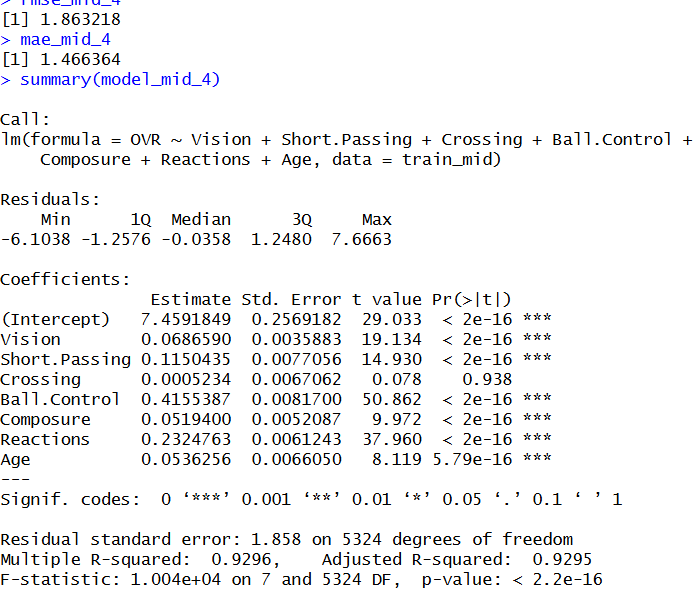 rmse_mid_4
[1] 1.863218
> mae_mid_4
[1] 1.466364
> summary(model_mid_4)
Call:
lm(formula = OVR ~ Vision + Short.Passing + Crossing + Ball.Control +
    Composure + Reactions + Age, data = train_mid)
Residuals:
    Min      1Q  Median      3Q     Max
-6.1038 -1.2576 -0.0358  1.2480  7.6663
Coefficients:
               Estimate Std. Error t value Pr(>|t|)
(Intercept)   7.4591849  0.2569182  29.033  < 2e-16 ***
Vision        0.0686590  0.0035883  19.134  < 2e-16 ***
Short.Passing 0.1150435  0.0077056  14.930  < 2e-16 ***
Crossing      0.0005234  0.0067062   0.078    0.938
Ball.Control  0.4155387  0.0081700  50.862  < 2e-16 ***
Composure     0.0519400  0.0052087   9.972  < 2e-16 ***
Reactions     0.2324763  0.0061243  37.960  < 2e-16 ***
Age           0.0536256  0.0066050   8.119 5.79e-16 ***
---
Signif. codes:  0 ‘***’ 0.001 ‘**’ 0.01 ‘*’ 0.05 ‘.’ 0.1 ‘ ’ 1
Residual standard error: 1.858 on 5324 degrees of freedom
Multiple R-squared:  0.9296,	Adjusted R-squared:  0.9295
F-statistic: 1.004e+04 on 7 and 5324 DF,  p-value: < 2.2e-16